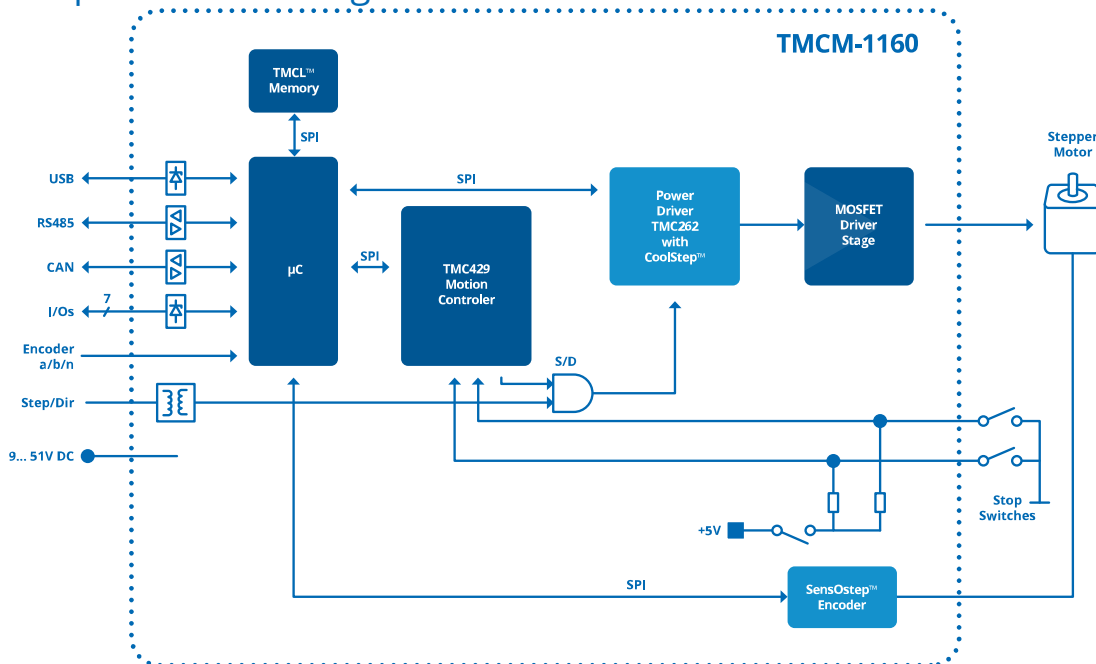 TMCM-1160
TMCL™
Memory
SPI
Stepper
Motor
USB
SPI
Power
Driver
TMC262
with
CoolStep™
MOSFET
Driver
Stage
RS485
CAN
µC
SPI
TMC429
Motion
Controler
7
I/Os
Encoder
a/b/n
S/D
Step/Dir
9... 51V DC
Stop
Switches
+5V
SPI
SensOstep™
Encoder